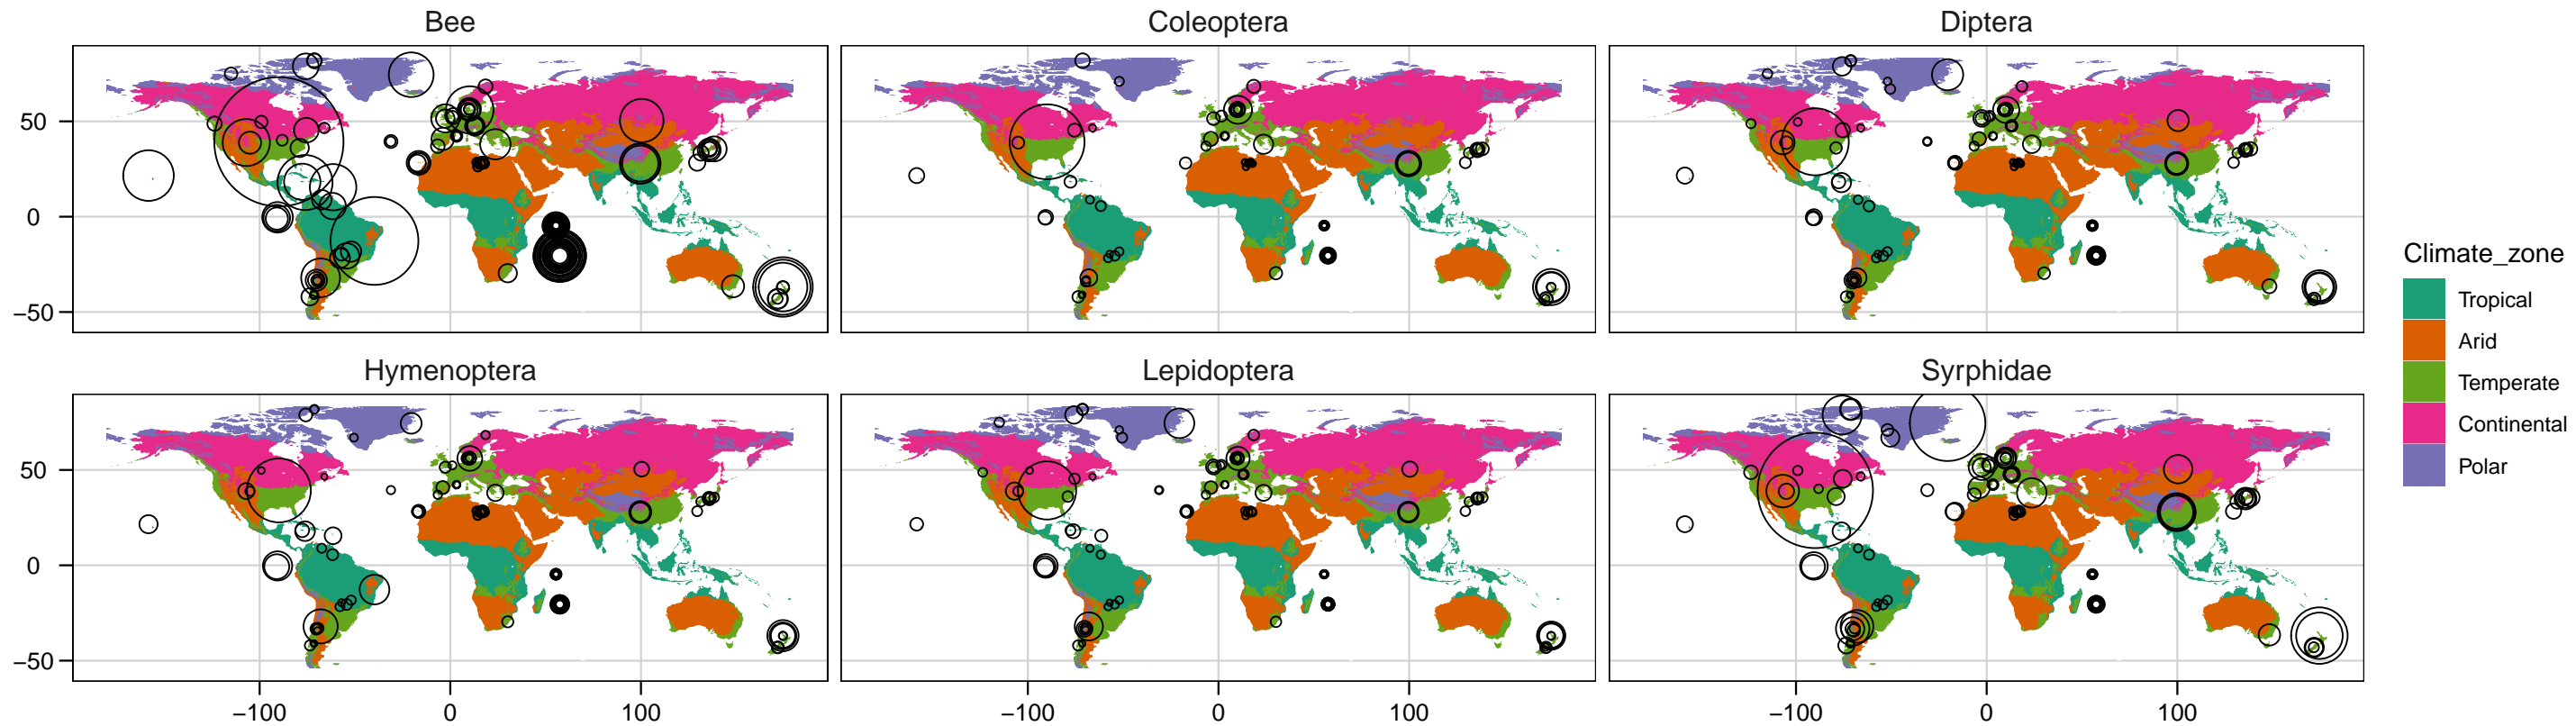 Bee Coleoptera Diptera
50
0
−50
Hymenoptera Lepidoptera Syrphidae
50
0
−50
−100 0 100 −100 0 100 −100 0 100
Climate_zone
Tropical
Arid
Temperate
Continental
Polar